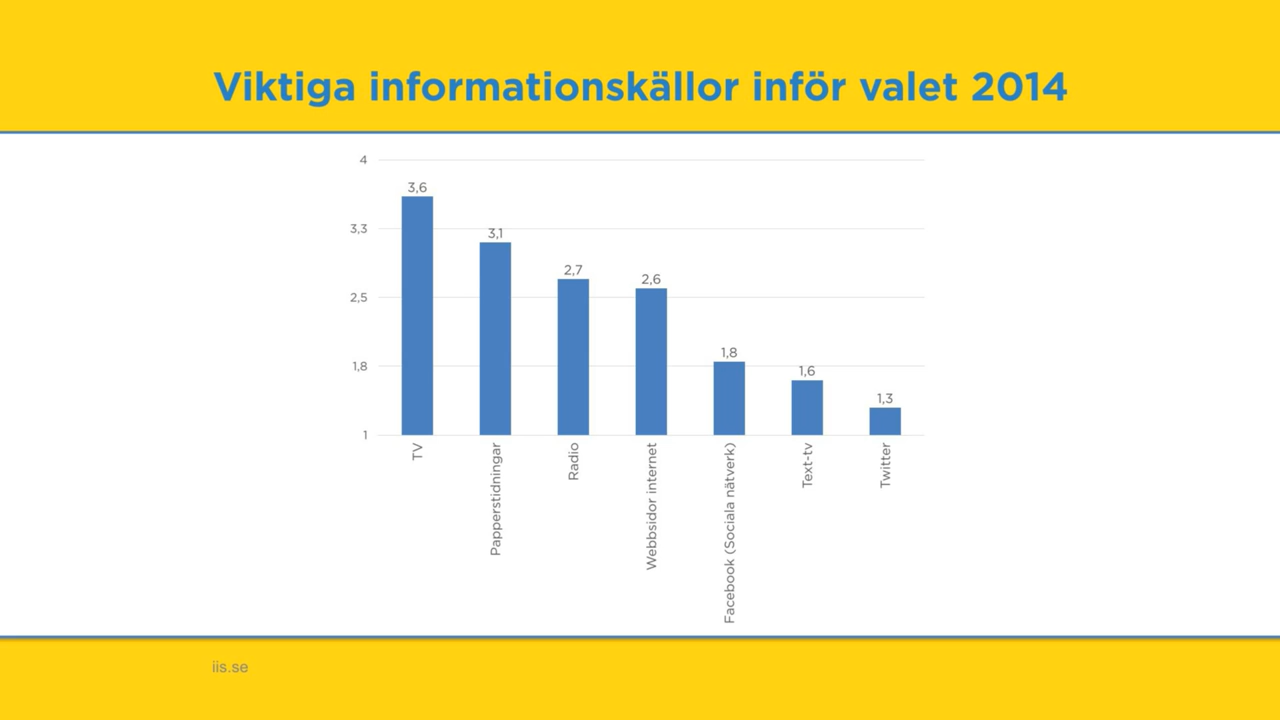 Viktiga informationskällor inför valet 2014
4
3,3
2,5
1,8
1
3,6
3,1
2,7
2,6
1,8
1,6
1,3
TV
Papperstidningar
Radio
Webbsidor internet
Facebook (Sociala nätverk)
Text-tv
Twitter
iis.se